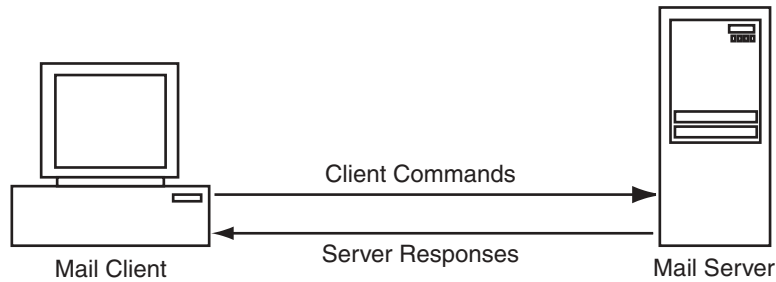 Client Commands
Server Responses
Mail Client
Mail Server